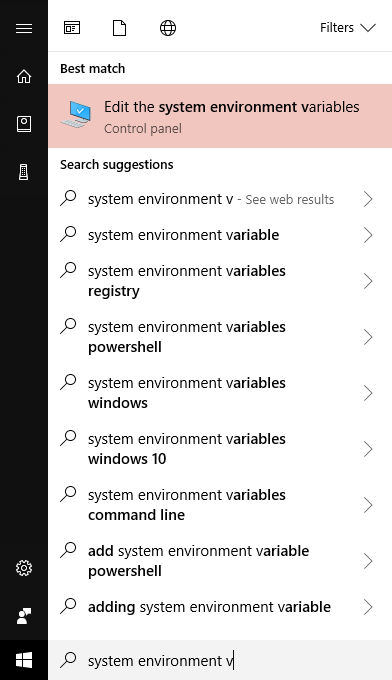 Filters
Best match
Edit the system environment variables
Control panel
Search suggestions
system environment v - See web results
system environment variable
system environment variables
registry
system environment variables
powershell
system environment variables
windows
system environment variables
windows 10
system environment variables
command line
add system environment variable
powershell
adding system environment variable
system environment v